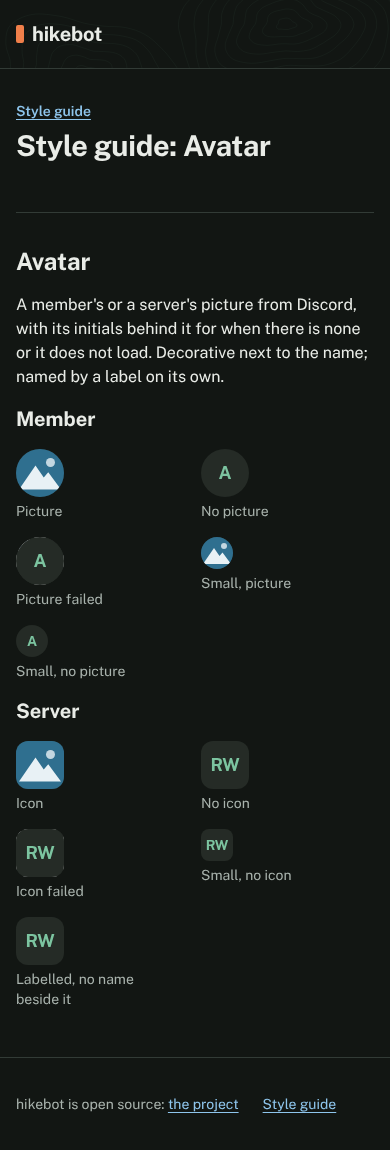 hikebot
Style guide
Style guide: Avatar
Avatar
A member's or a server's picture from Discord,
with its initials behind it for when there is none
or it does not load. Decorative next to the name;
named by a label on its own.
Member
A
Picture
No picture
A
Picture failed
Small, picture
A
Small, no picture
Server
RW
Icon
No icon
RW
RW
Icon failed
Small, no icon
RW
Labelled, no name
beside it
hikebot is open source: the project
Style guide